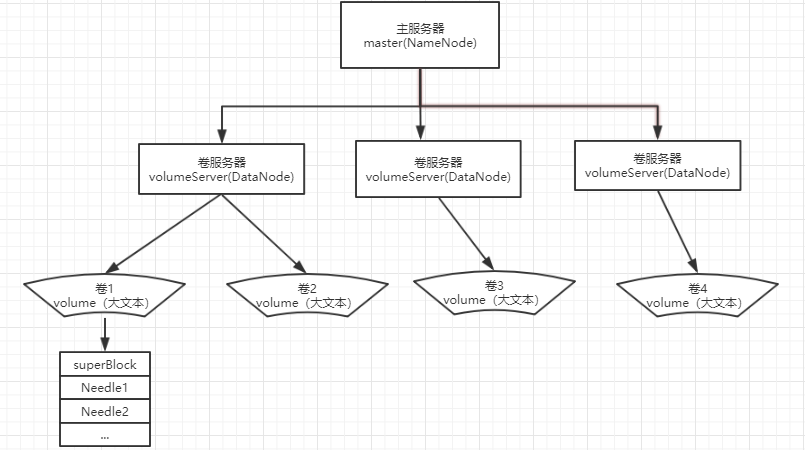 主服务器
master(NameNode)
卷服务器
volumeServer(DataNode)
卷服务器
volumeServer(DataNode)
卷服务器
volumeServer(DataNode)
卷1
volume（大文本）
卷2
volume（大文本）
卷3
volume（大文本）
卷4
volume（大文本）
superBlock
Needle1
Needle2
...